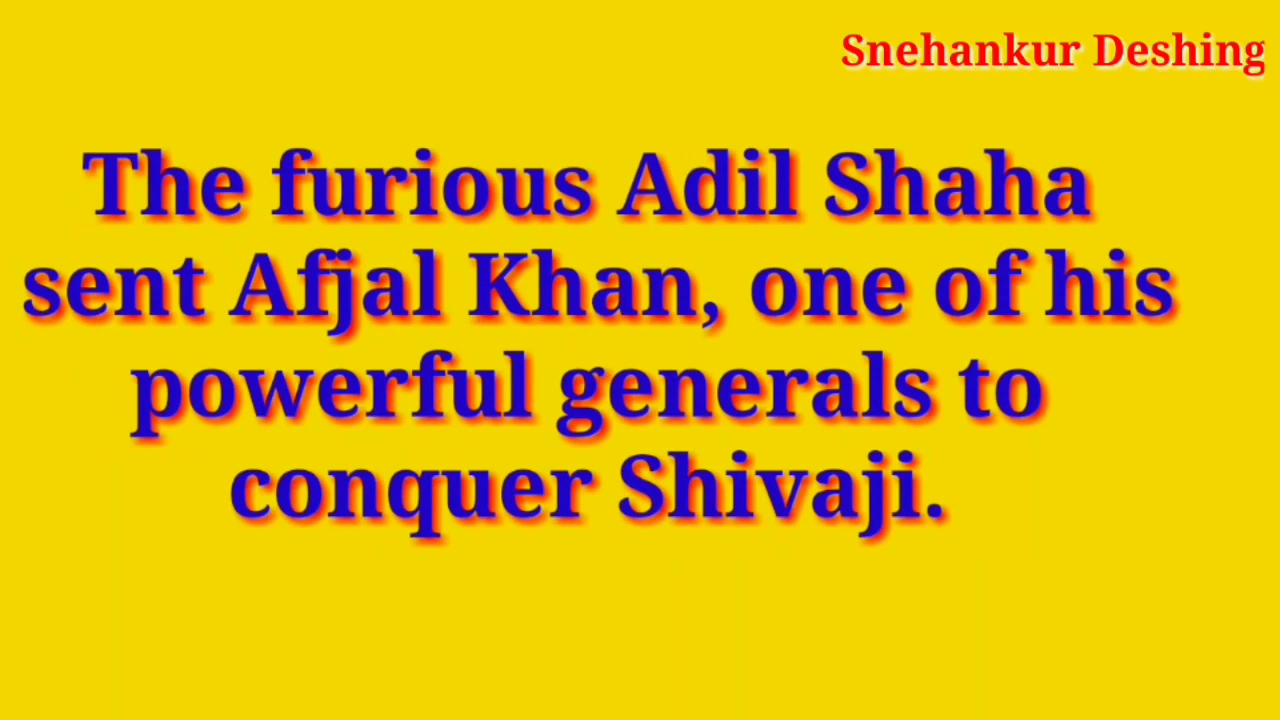 Snehankur Deshing
The furious Adil Shaha
sent Afjal Khan, one of his
powerful generals to
conquer Shivaji.